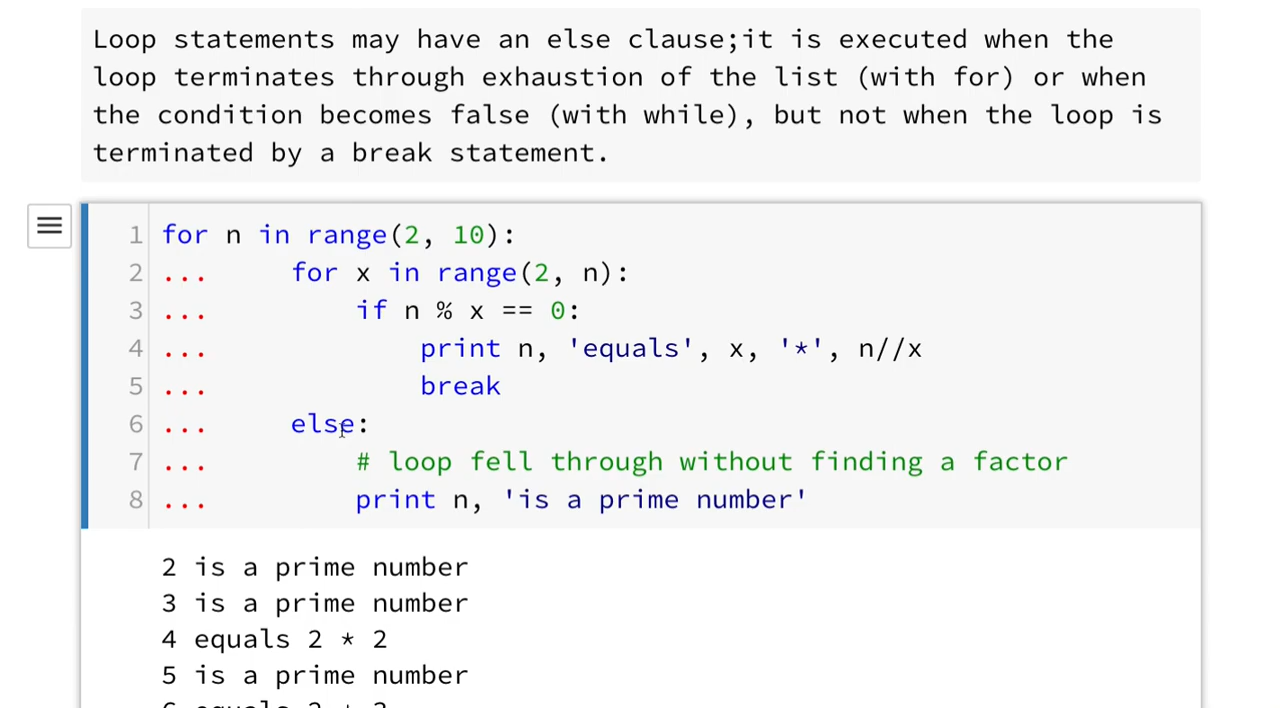 Loop statements may have an else clause;it is executed when the
loop terminates through exhaustion of the list (with for) or when
the condition becomes false (with while), but not when the loop is
terminated by a break statement.
1 for n in range(2, 10):
2 ...     for x in range(2, n):
3 ...         if n % x == 0:
4 ...             print n, 'equals', x, '*', n//x
5 ...             break
6 ...     else:
7 ...         # loop fell through without finding a factor
8 ...         print n, 'is a prime number'
2 is a prime number
3 is a prime number
4 equals 2 * 2
5 is a prime number